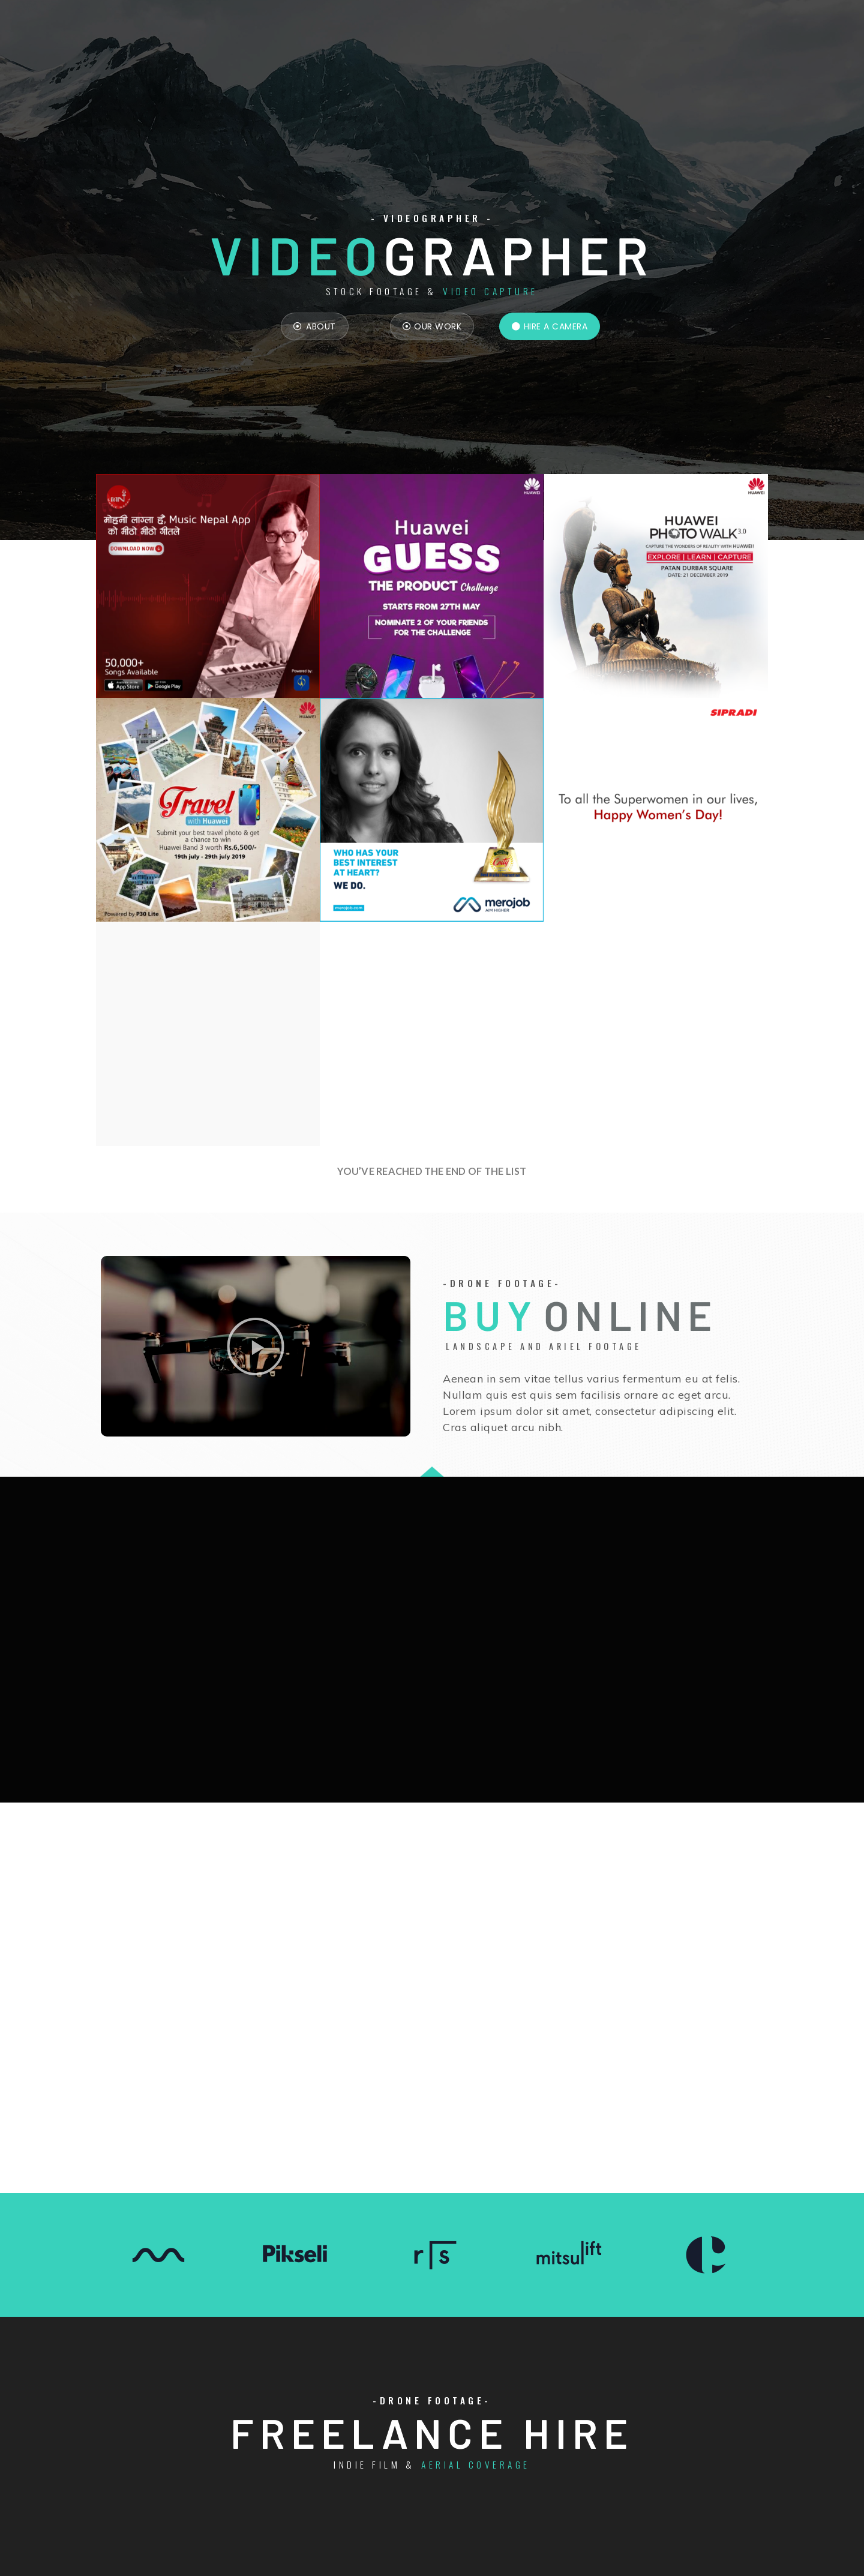 - VIDEOGRAPHER -
VIDEOGRAPHER
STOCK FOOTAGE & VIDEO CAPTURE
ABOUT
OUR WORK
HIRE A CAMERA
मोहनी लाग्ला हैं, Music Nepal App
को मीठो मीठो गीतले
DOWNLOAD NOW
50,000+
Songs Available
Powered by
App Store
Google Play
HUAWEI
Huawei
GUESS
THE PRODUCT Challenge
STARTS FROM 27TH MAY
NOMINATE 2 OF YOUR FRIENDS
FOR THE CHALLENGE
HUAWEI
HUAWEI
PHOTO WALK 3.0
CAPTURE THE WONDERS OF REALITY WITH HUAWEI!
EXPLORE | LEARN | CAPTURE
PATAN DURBAR SQUARE
DATE: 21 DECEMBER 2019
HUAWEI
Travel
with Huawei
Submit your best travel photo & get
a chance to win
Huawei Band 3 worth Rs.6,500/-
19th july - 29th july 2019
Powered by P30 Lite
WHO HAS YOUR
BEST INTEREST
AT HEART?
WE DO.
merojob.com
merojob
AIM HIGHER
SIPRADI
To all the Superwomen in our lives,
Happy Women's Day!
YOU'VE REACHED THE END OF THE LIST
-DRONE FOOTAGE-
BUY ONLINE
LANDSCAPE AND ARIEL FOOTAGE
Aenean in sem vitae tellus varius fermentum eu at felis.
Nullam quis est quis sem facilisis ornare ac eget arcu.
Lorem ipsum dolor sit amet, consectetur adipiscing elit.
Cras aliquet arcu nibh.
Pikseli
rs
mitsulift
-DRONE FOOTAGE-
FREELANCE HIRE
INDIE FILM & AERIAL COVERAGE